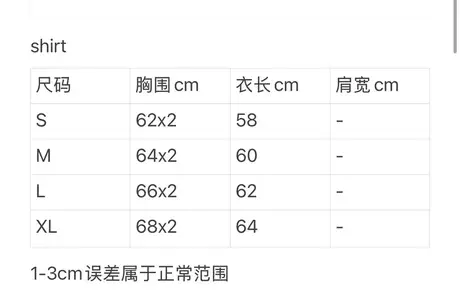 shirt
尺码 胸围cm 衣长cm 肩宽cm
S 62x2 58 -
M 64x2 60 -
L 66x2 62 -
XL 68x2 64 -
1-3cm误差属于正常范围